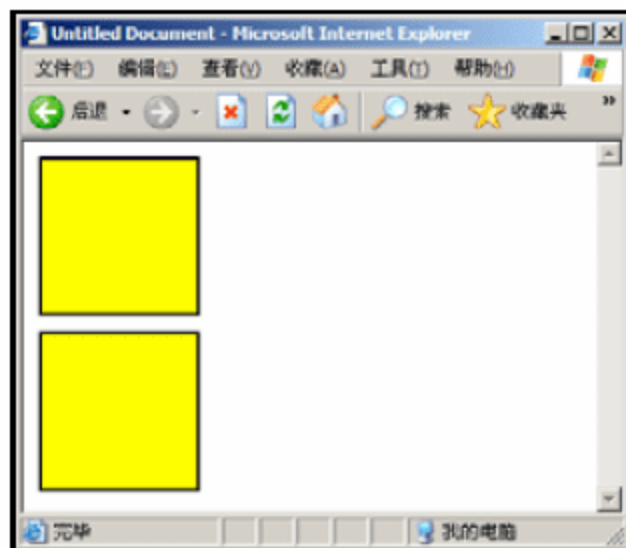 Untitled Document - Microsoft Internet Explorer
文件(F) 编辑(E) 查看(V) 收藏(A) 工具(T) 帮助(H) 
后退 搜索 收藏夹 »
完毕 我的电脑